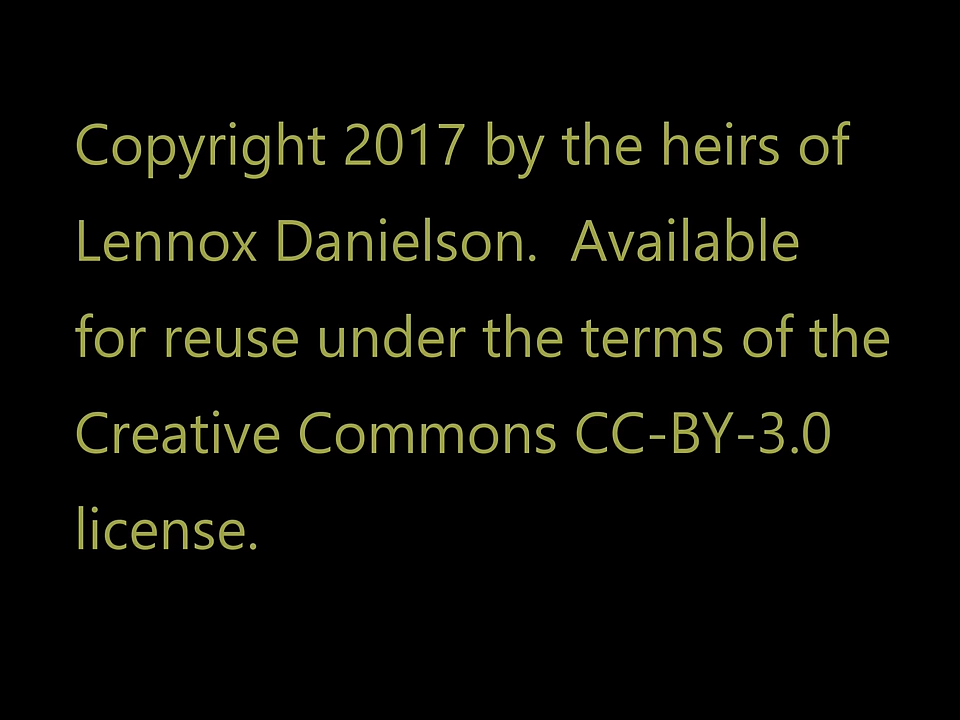 Copyright 2017 by the heirs of
Lennox Danielson.  Available
for reuse under the terms of the
Creative Commons CC-BY-3.0
license.